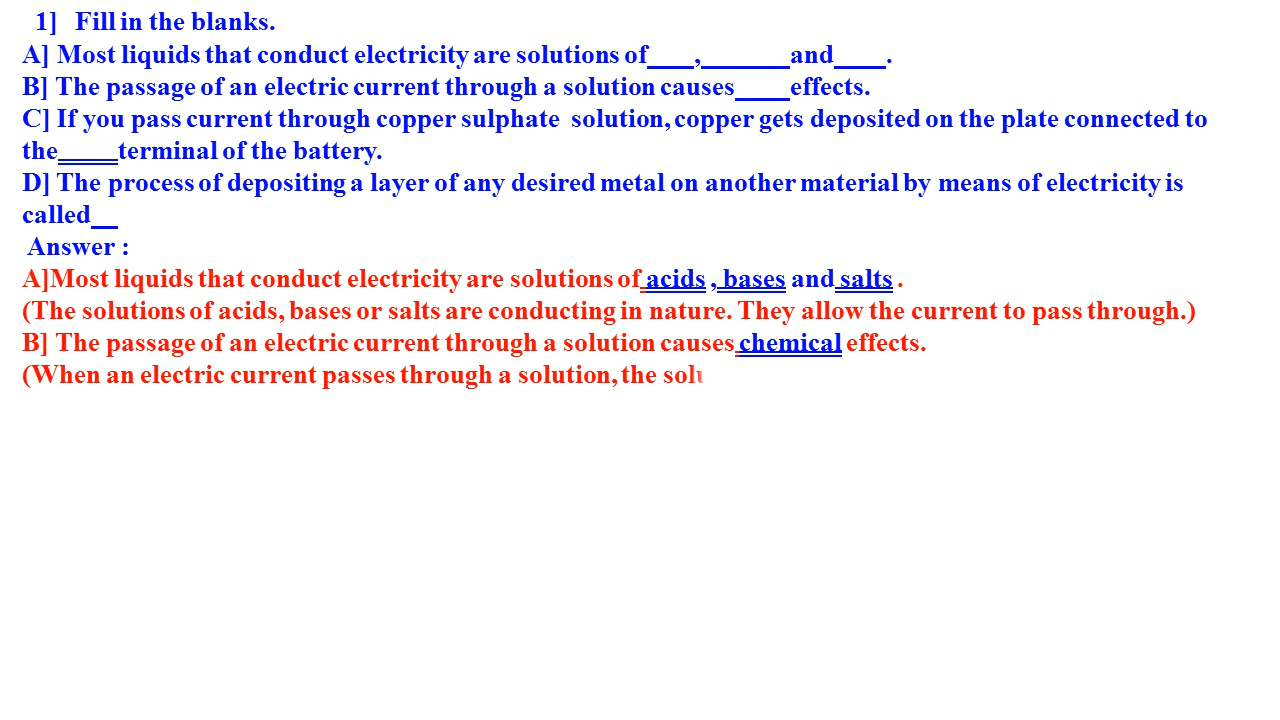 1] Fill in the blanks.
A] Most liquids that conduct electricity are solutions of____,_______and____.
B] The passage of an electric current through a solution causes____effects.
C] If you pass current through copper sulphate solution, copper gets deposited on the plate connected to
the____terminal of the battery.
D] The process of depositing a layer of any desired metal on another material by means of electricity is
called__
Answer :
A]Most liquids that conduct electricity are solutions of acids , bases and salts .
(The solutions of acids, bases or salts are conducting in nature. They allow the current to pass through.)
B] The passage of an electric current through a solution causes chemical effects.
(When an electric current passes through a solution, the